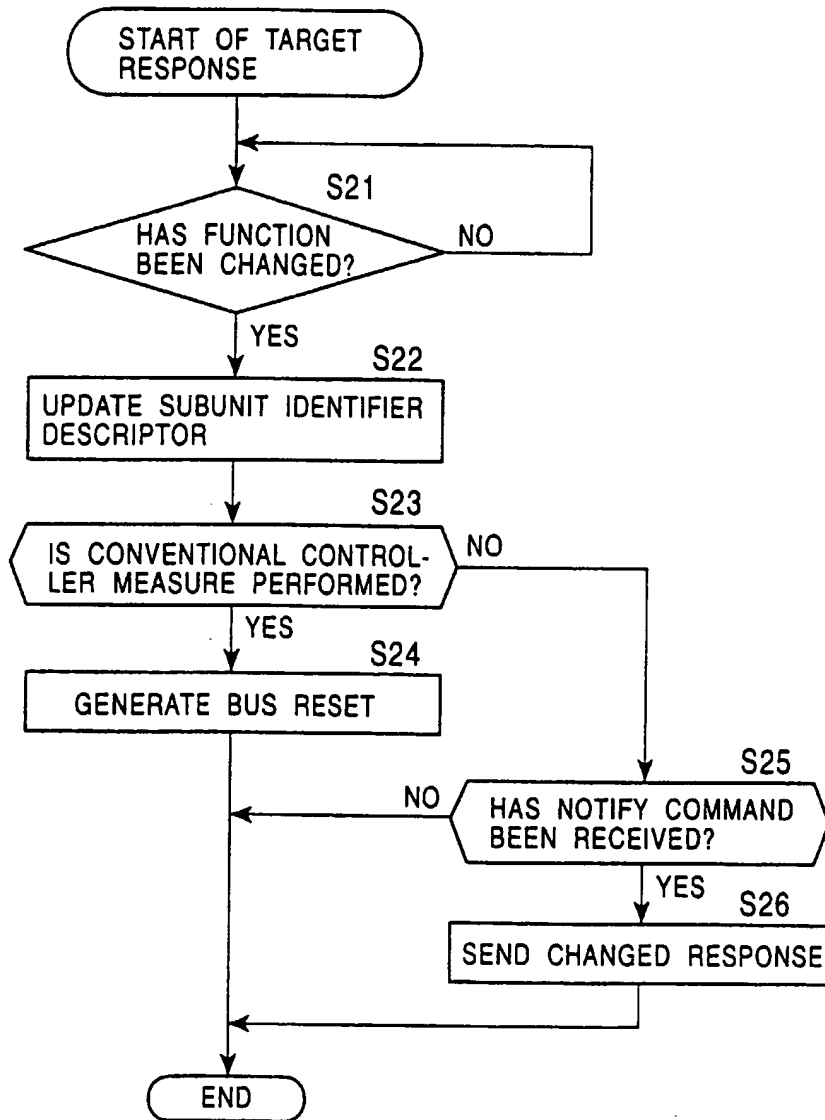 START OF TARGET
RESPONSE
S21
HAS FUNCTION
BEEN CHANGED?
NO
YES
S22
UPDATE SUBUNIT IDENTIFIER
DESCRIPTOR
S23
IS CONVENTIONAL CONTROL-
LER MEASURE PERFORMED?
NO
YES
S24
GENERATE BUS RESET
S25
NO
HAS NOTIFY COMMAND
BEEN RECEIVED?
YES
S26
SEND CHANGED RESPONSE
END